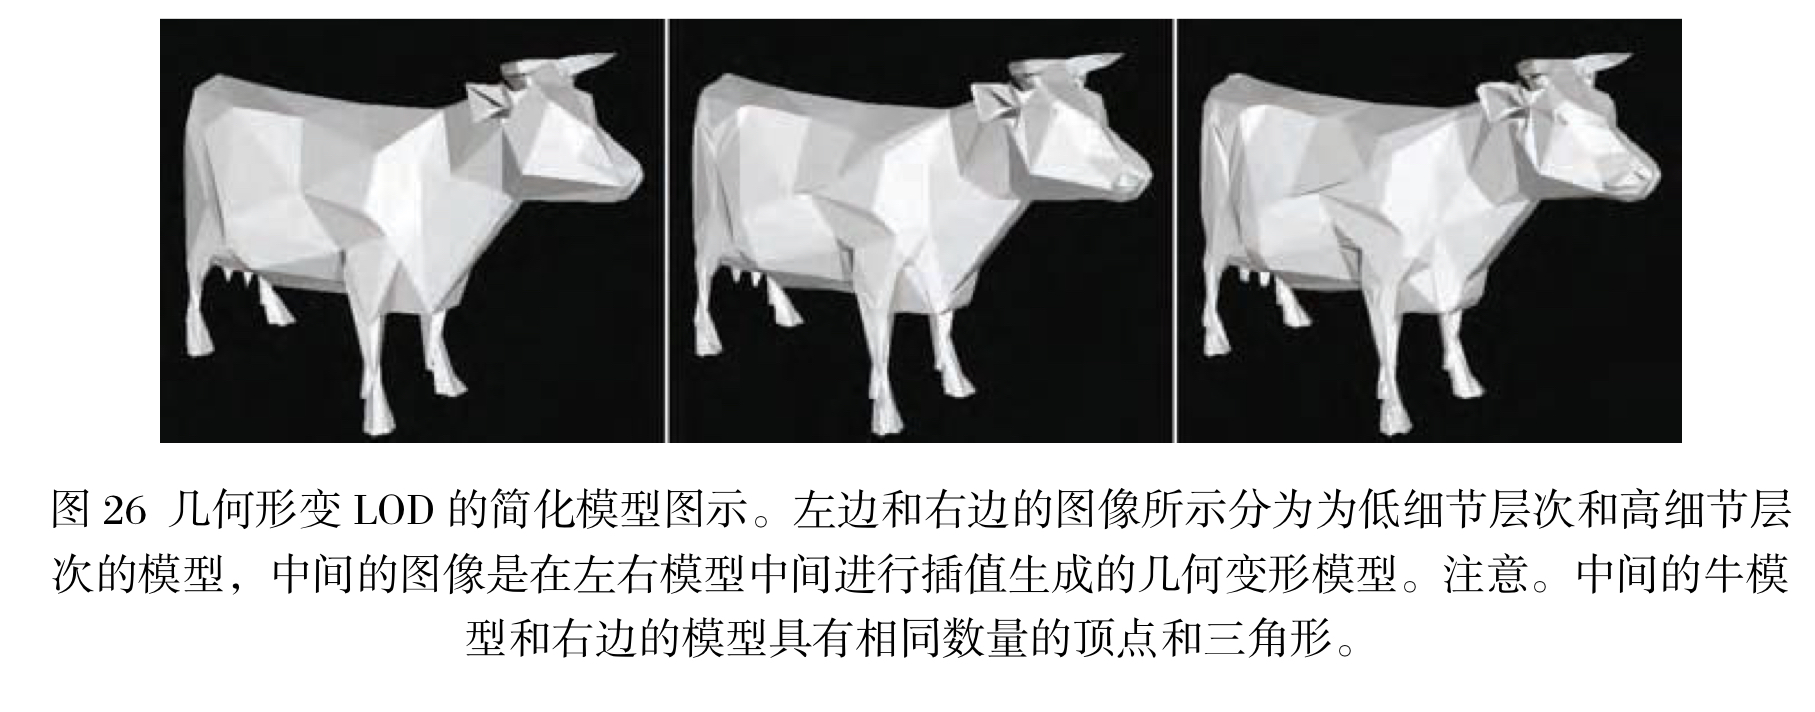 图 26 几何形变 LOD 的简化模型图示。左边和右边的图像所示分为为低细节层次和高细节层
次的模型，中间的图像是在左右模型中间进行插值生成的几何变形模型。注意。中间的牛模
型和右边的模型具有相同数量的顶点和三角形。